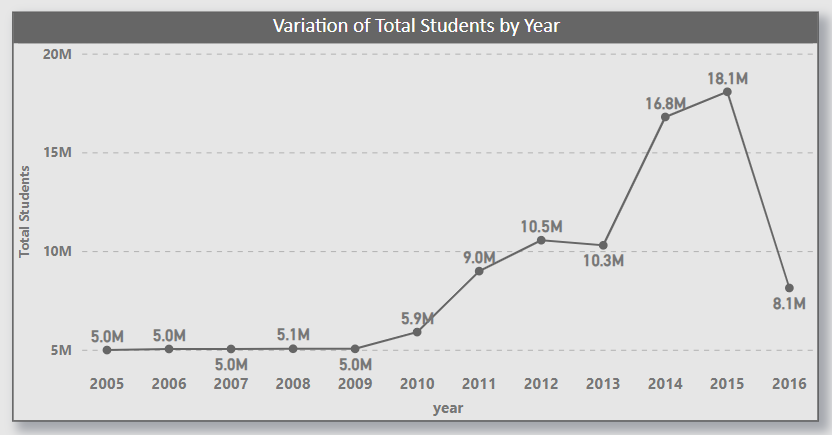 Variation of Total Students by Year
20M
15M
10M
5M
Total Students
5.0M
5.0M
5.0M
5.1M
5.0M
5.9M
9.0M
10.5M
10.3M
16.8M
18.1M
8.1M
2005 2006 2007 2008 2009 2010 2011 2012 2013 2014 2015 2016
year